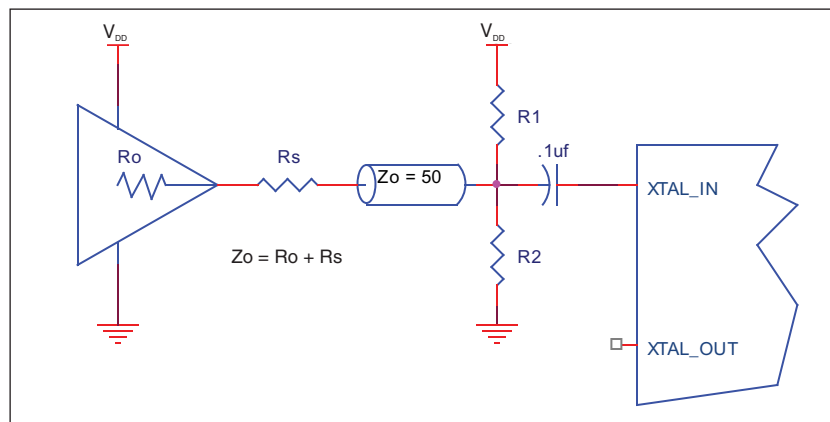 VDD
VDD
R1
.1uf
Ro
Rs
Zo = 50
XTAL_IN
Zo = Ro + Rs
R2
XTAL_OUT